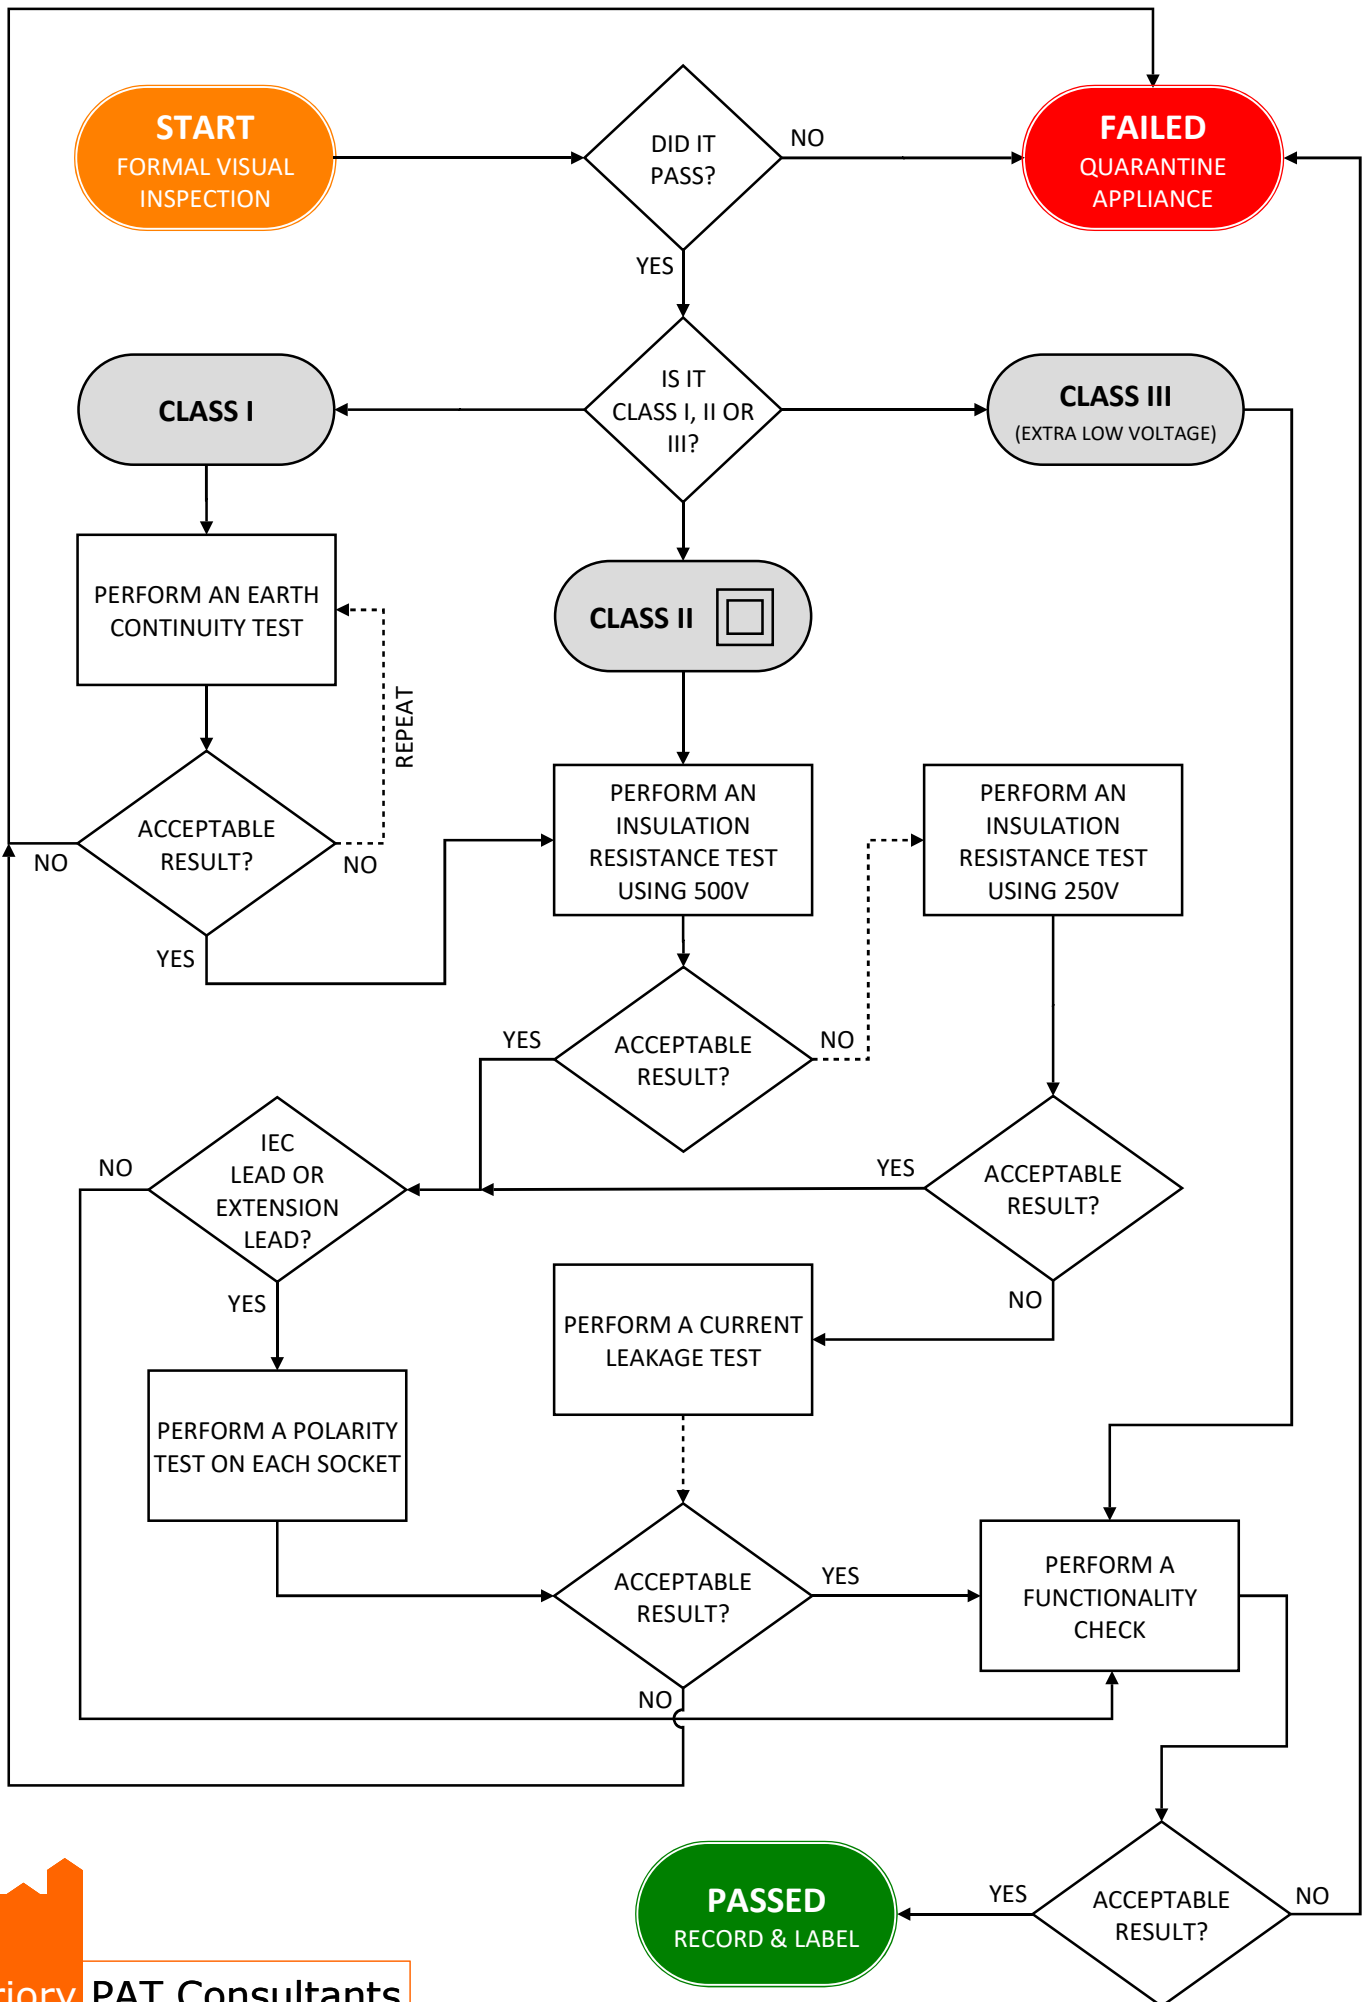 START
FORMAL VISUAL
INSPECTION
DID IT
PASS?
NO
FAILED
QUARANTINE
APPLIANCE
YES
CLASS I
IS IT
CLASS I, II OR
III?
CLASS III
(EXTRA LOW VOLTAGE)
PERFORM AN EARTH
CONTINUITY TEST
CLASS II
REPEAT
ACCEPTABLE
RESULT?
NO
NO
YES
PERFORM AN
INSULATION
RESISTANCE TEST
USING 500V
PERFORM AN
INSULATION
RESISTANCE TEST
USING 250V
YES
ACCEPTABLE
RESULT?
NO
NO
IEC
LEAD OR
EXTENSION
LEAD?
YES
YES
ACCEPTABLE
RESULT?
NO
PERFORM A CURRENT
LEAKAGE TEST
PERFORM A POLARITY
TEST ON EACH SOCKET
ACCEPTABLE
RESULT?
YES
NO
PERFORM A
FUNCTIONALITY
CHECK
PASSED
RECORD & LABEL
YES
ACCEPTABLE
RESULT?
NO
PAT Consultants